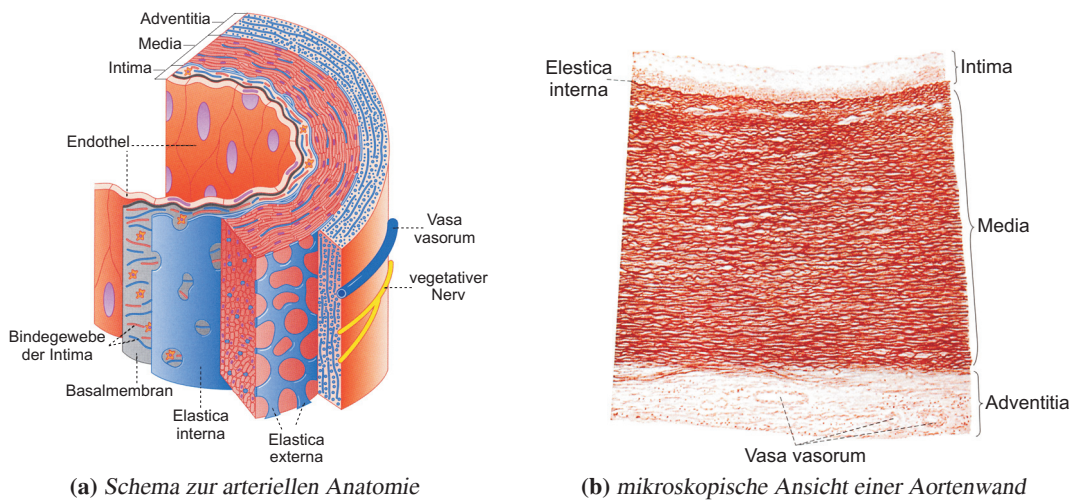 Adventitia
Media
Intima
Endothel
Vasa
vasorum
vegetativer
Nerv
Bindegewebe
der Intima
Basalmembran
Elastica
interna
Elastica
externa
(a) Schema zur arteriellen Anatomie
Elestica
interna
Intima
Media
Adventitia
Vasa vasorum
(b) mikroskopische Ansicht einer Aortenwand